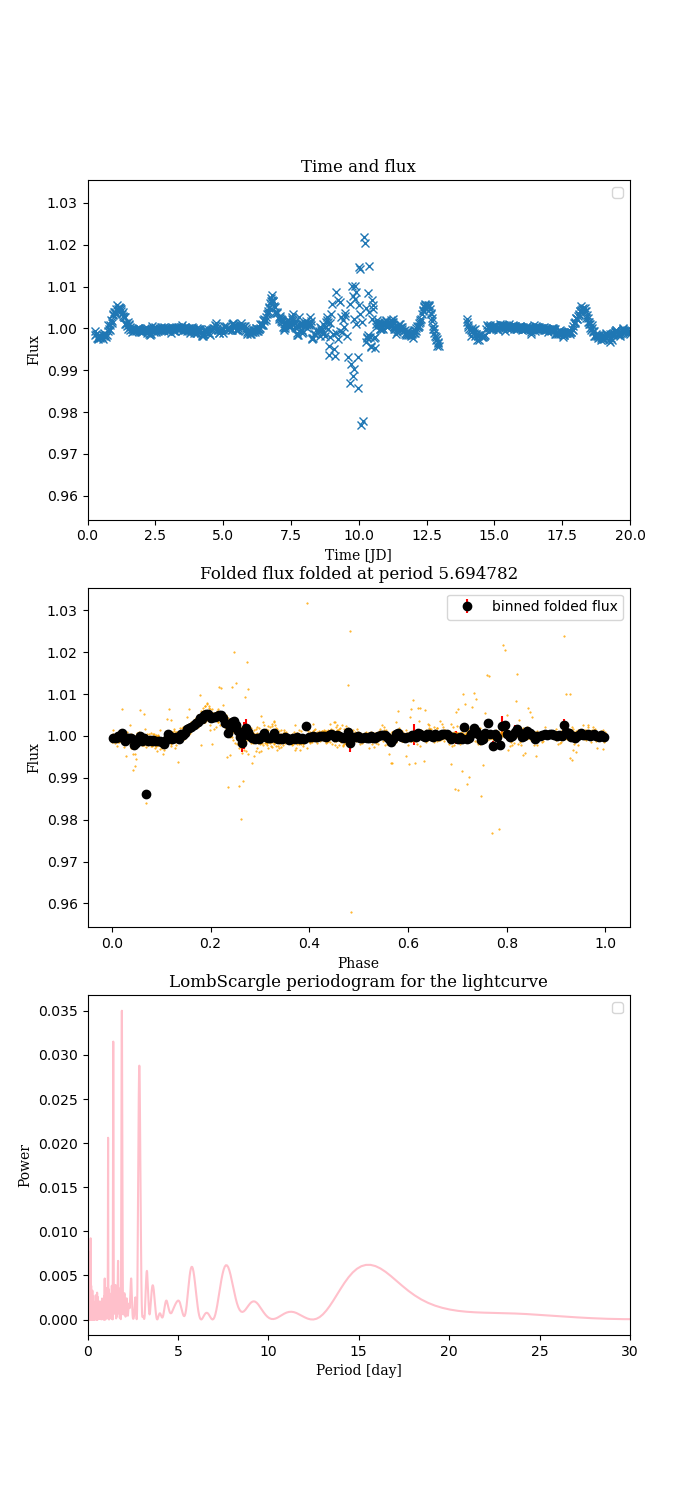 Time and flux
1.03
1.02
1.01
1.00
0.99
0.98
0.97
0.96
Flux
0.0 2.5 5.0 7.5 10.0 12.5 15.0 17.5 20.0
Time [JD]
Folded flux folded at period 5.694782
binned folded flux
1.03
1.02
1.01
1.00
0.99
0.98
0.97
0.96
Flux
0.0 0.2 0.4 0.6 0.8 1.0
Phase
LombScargle periodogram for the lightcurve
0.035
0.030
0.025
0.020
0.015
0.010
0.005
0.000
Power
0 5 10 15 20 25 30
Period [day]